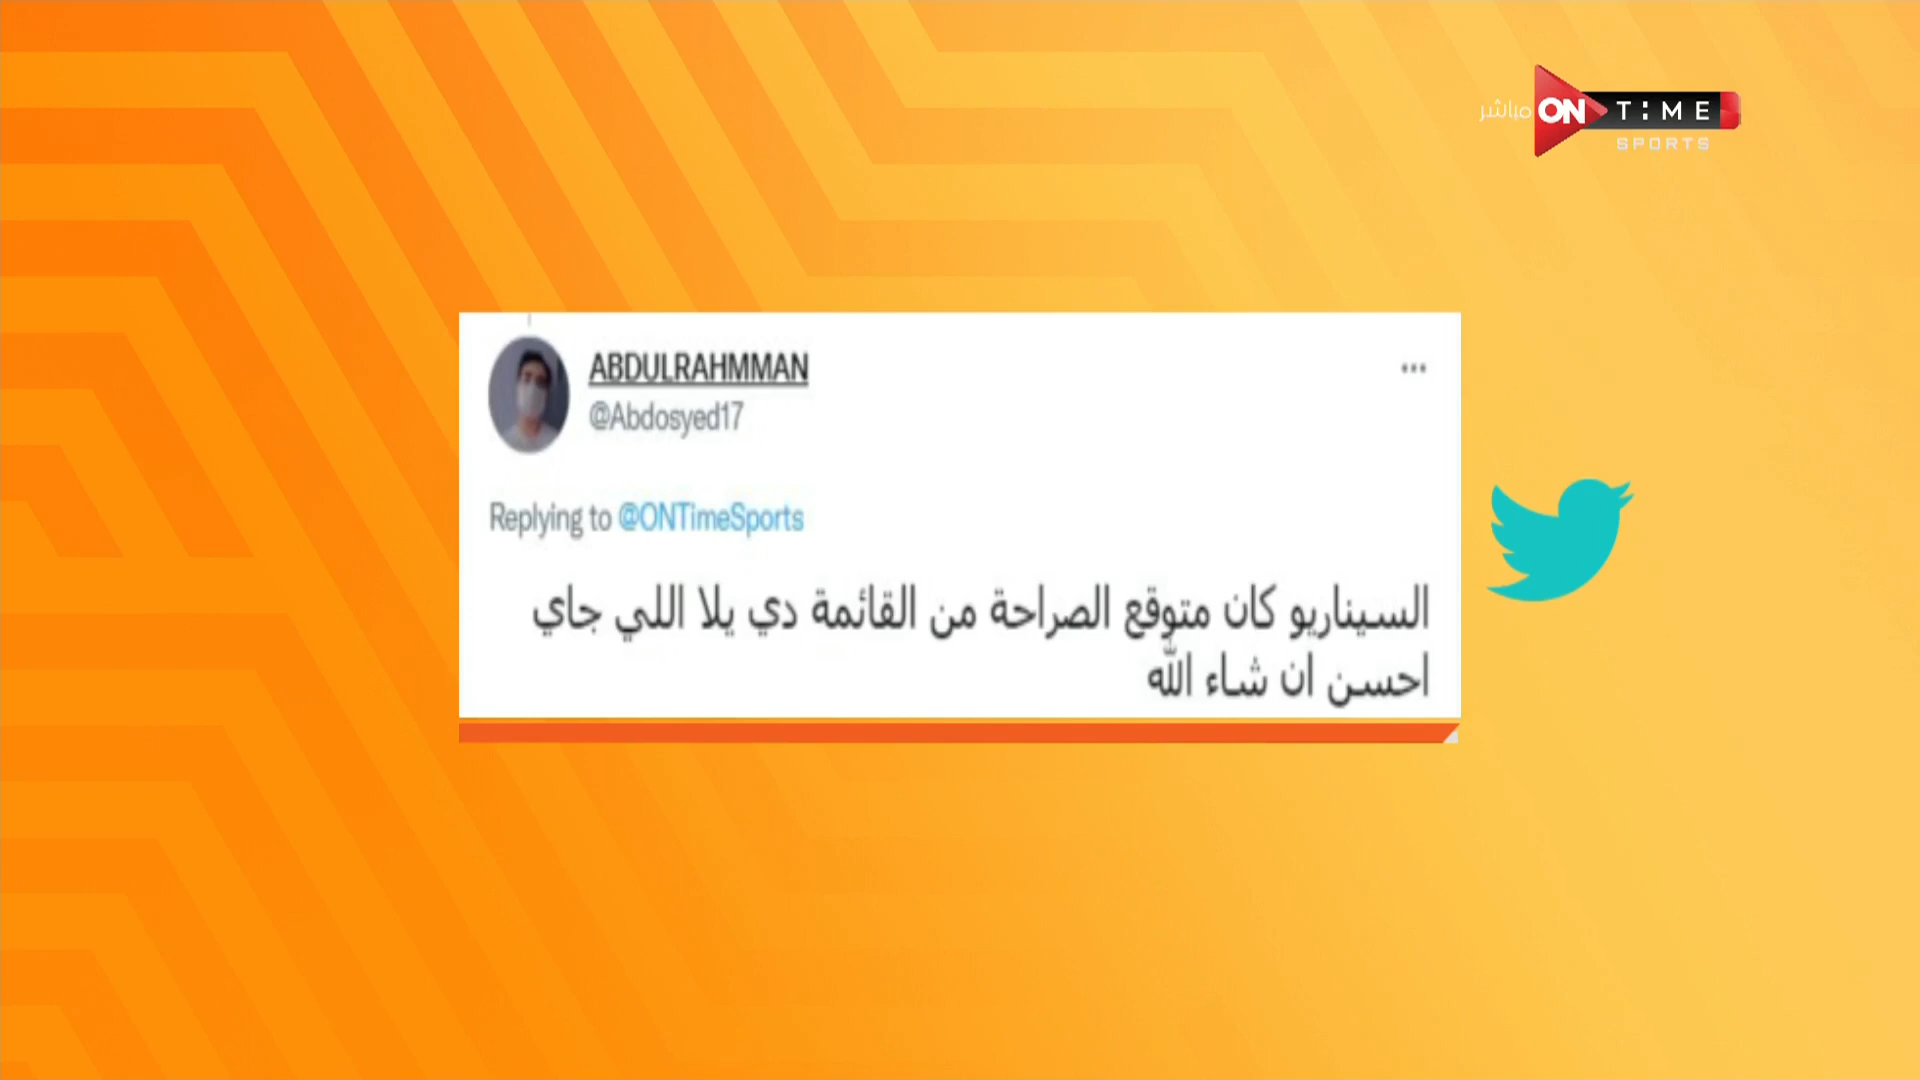 مباشر ON TIME
SPORTS
ABDULRAHMMAN
@Abdosyed17
Replying to @ONTimeSports
السيناريو كان متوقع الصراحة من القائمة دي يلا اللي جاي
احسن ان شاء الله